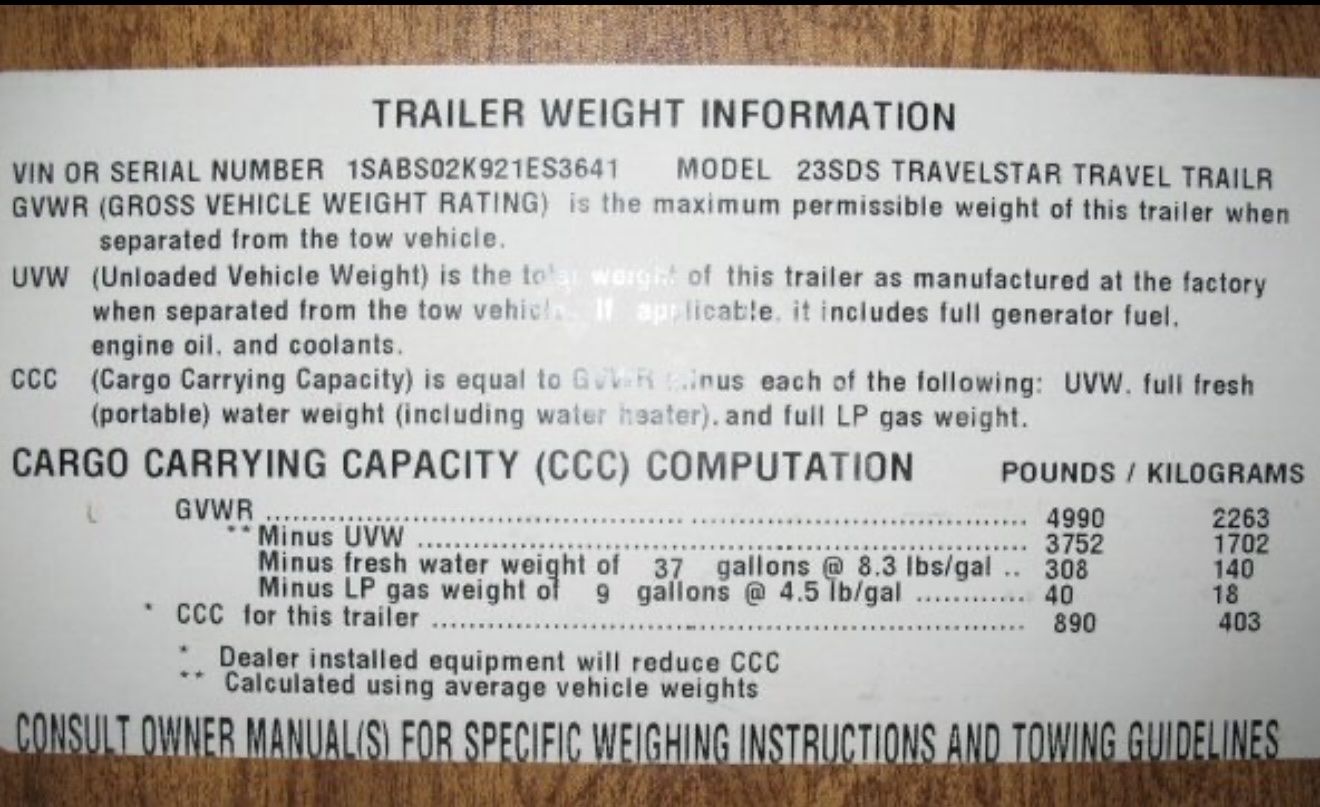 TRAILER WEIGHT INFORMATION
VIN OR SERIAL NUMBER 1SABS02K921ES3641 MODEL 23SDS TRAVELSTAR TRAVEL TRAILR
GVWR (GROSS VEHICLE WEIGHT RATING) is the maximum permissible weight of this trailer when
separated from the tow vehicle.
UVW (Unloaded Vehicle Weight) is the total weight of this trailer as manufactured at the factory
when separated from the tow vehicle. If applicable, it includes full generator fuel,
engine oil, and coolants.
CCC (Cargo Carrying Capacity) is equal to GVWR minus each of the following: UVW, full fresh
(portable) water weight (including water heater), and full LP gas weight.
CARGO CARRYING CAPACITY (CCC) COMPUTATION POUNDS / KILOGRAMS
GVWR 4990 2263
**Minus UVW 3752 1702
Minus fresh water weight of 37 gallons @ 8.3 lbs/gal .. 308 140
Minus LP gas weight of 9 gallons @ 4.5 lb/gal 40 18
* CCC for this trailer 890 403
* Dealer installed equipment will reduce CCC
** Calculated using average vehicle weights
CONSULT OWNER MANUAL(S) FOR SPECIFIC WEIGHING INSTRUCTIONS AND TOWING GUIDELINES